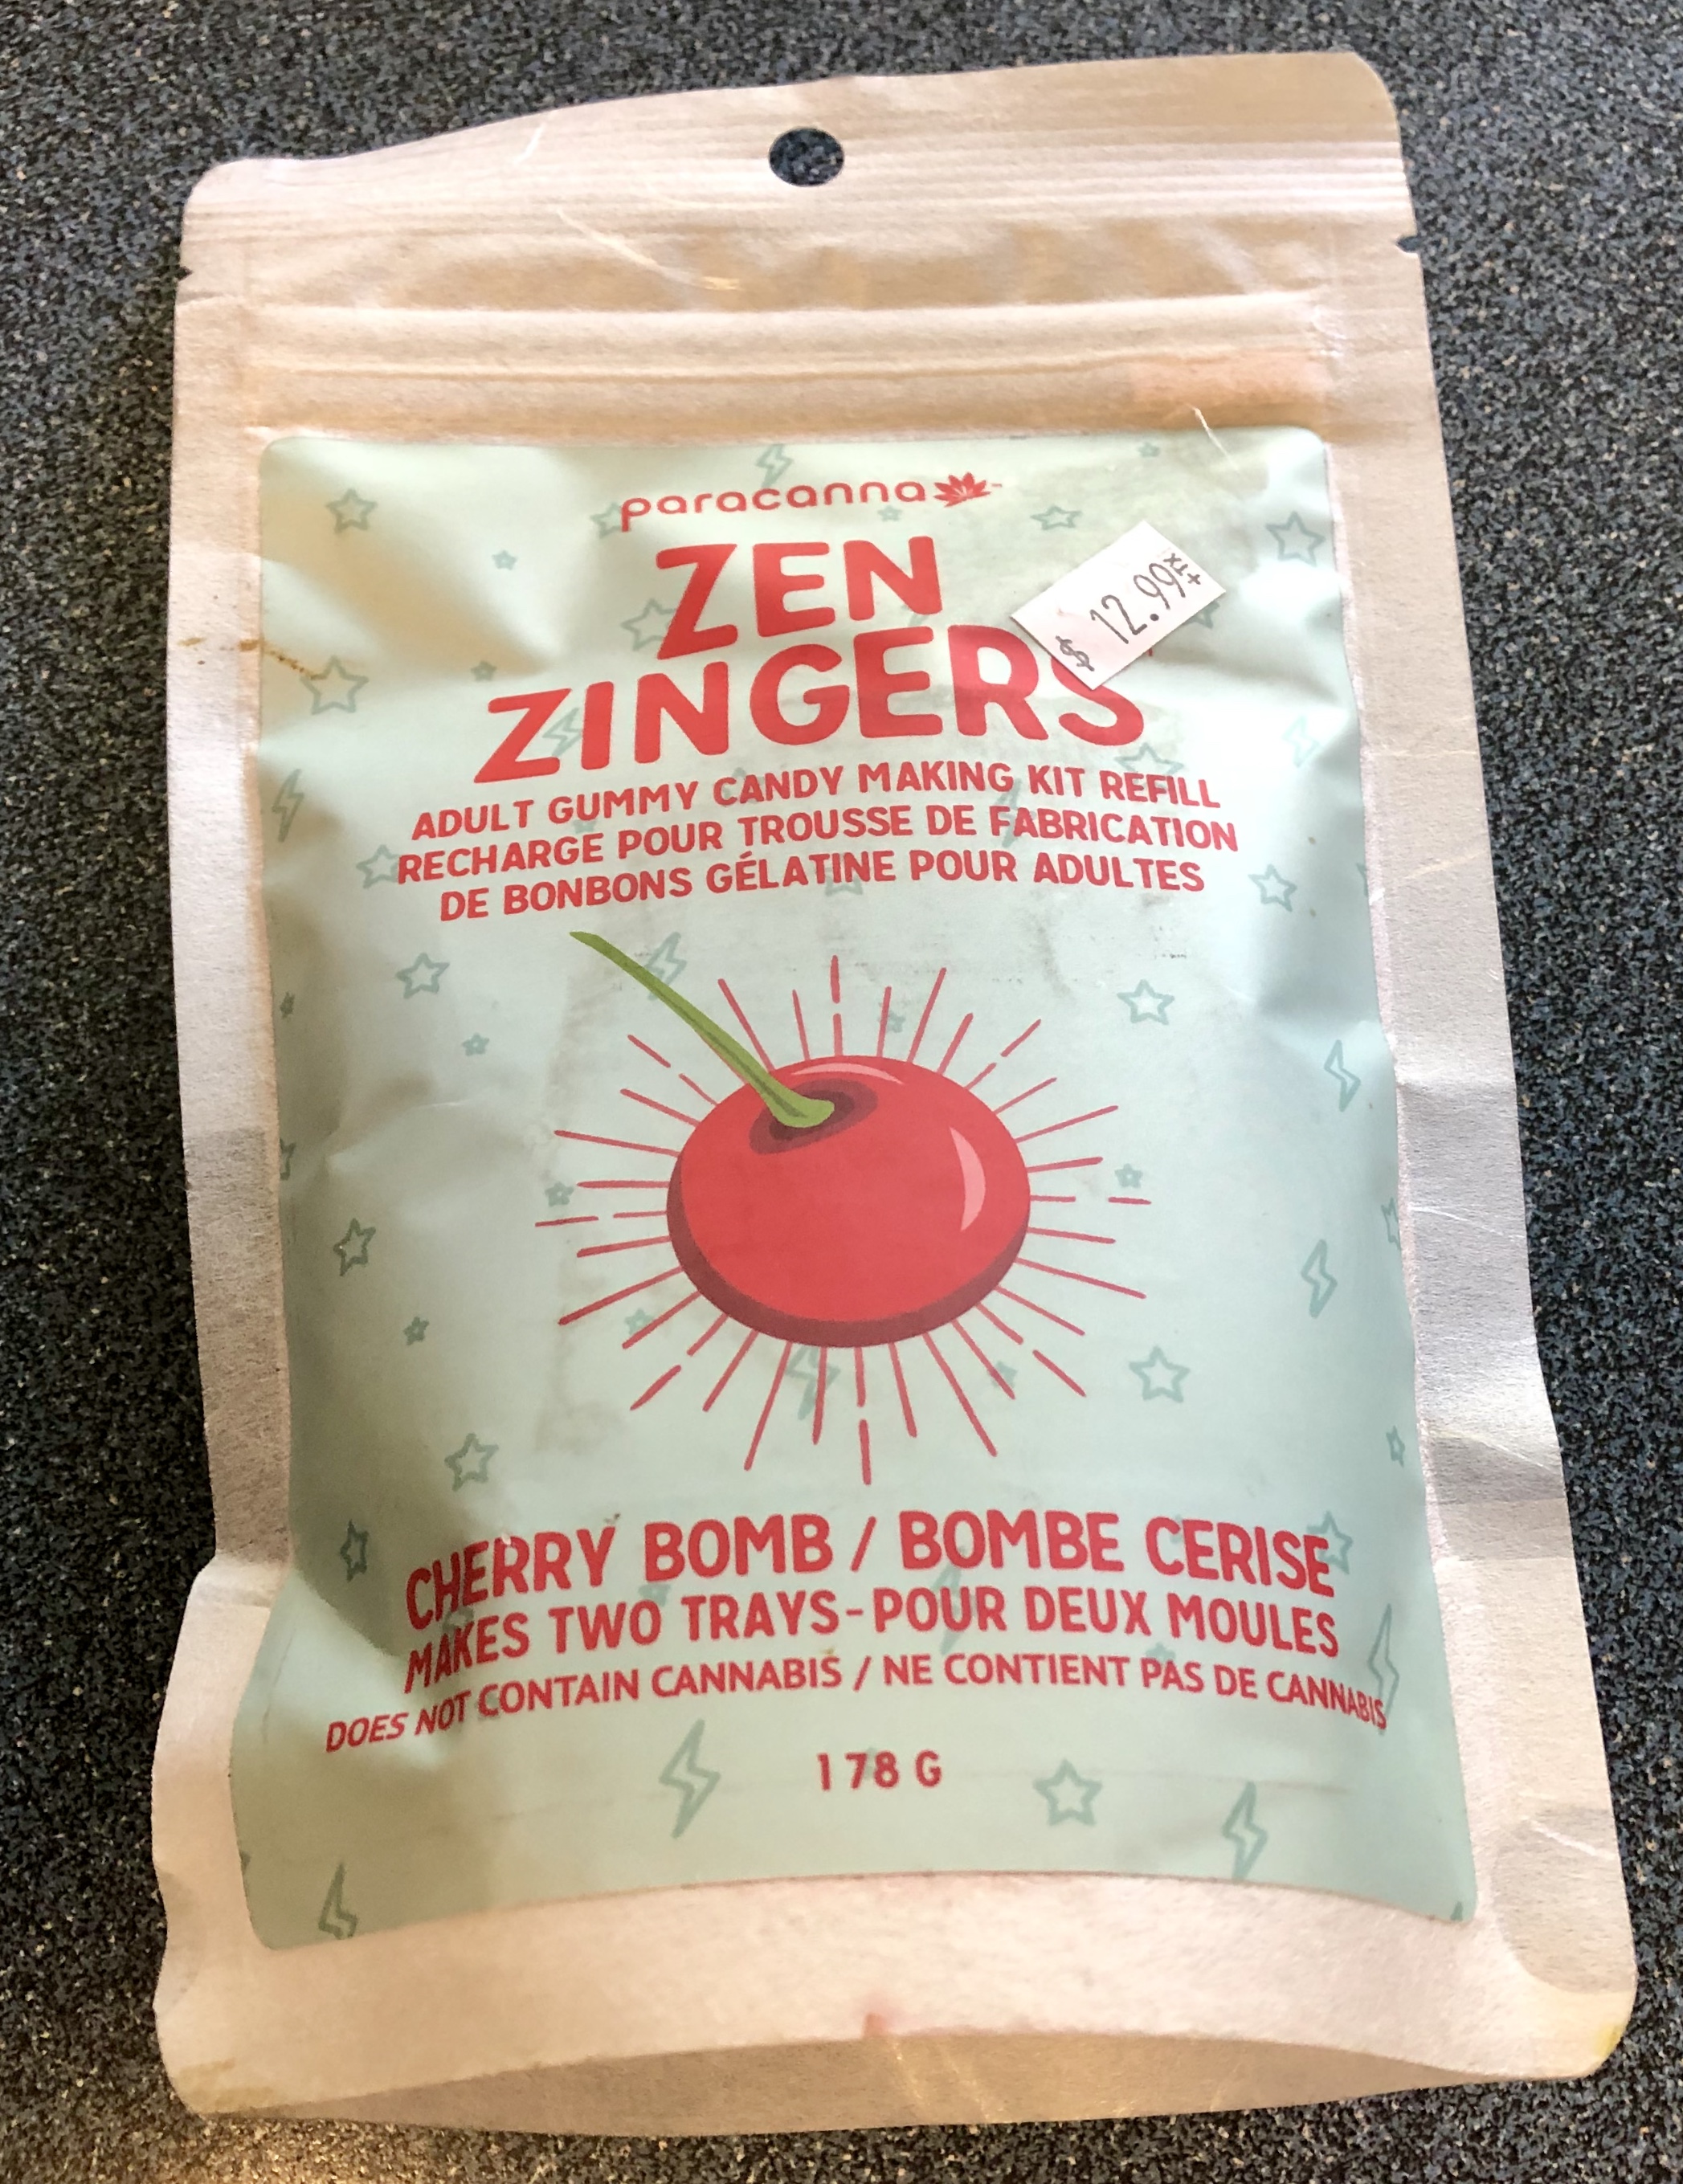 paracanna
ZEN
ZINGERS
$ 12.99
ADULT GUMMY CANDY MAKING KIT REFILL
RECHARGE POUR TROUSSE DE FABRICATION
DE BONBONS GÉLATINE POUR ADULTES
CHERRY BOMB / BOMBE CERISE
MAKES TWO TRAYS-POUR DEUX MOULES
DOES NOT CONTAIN CANNABIS / NE CONTIENT PAS DE CANNABIS
178 G